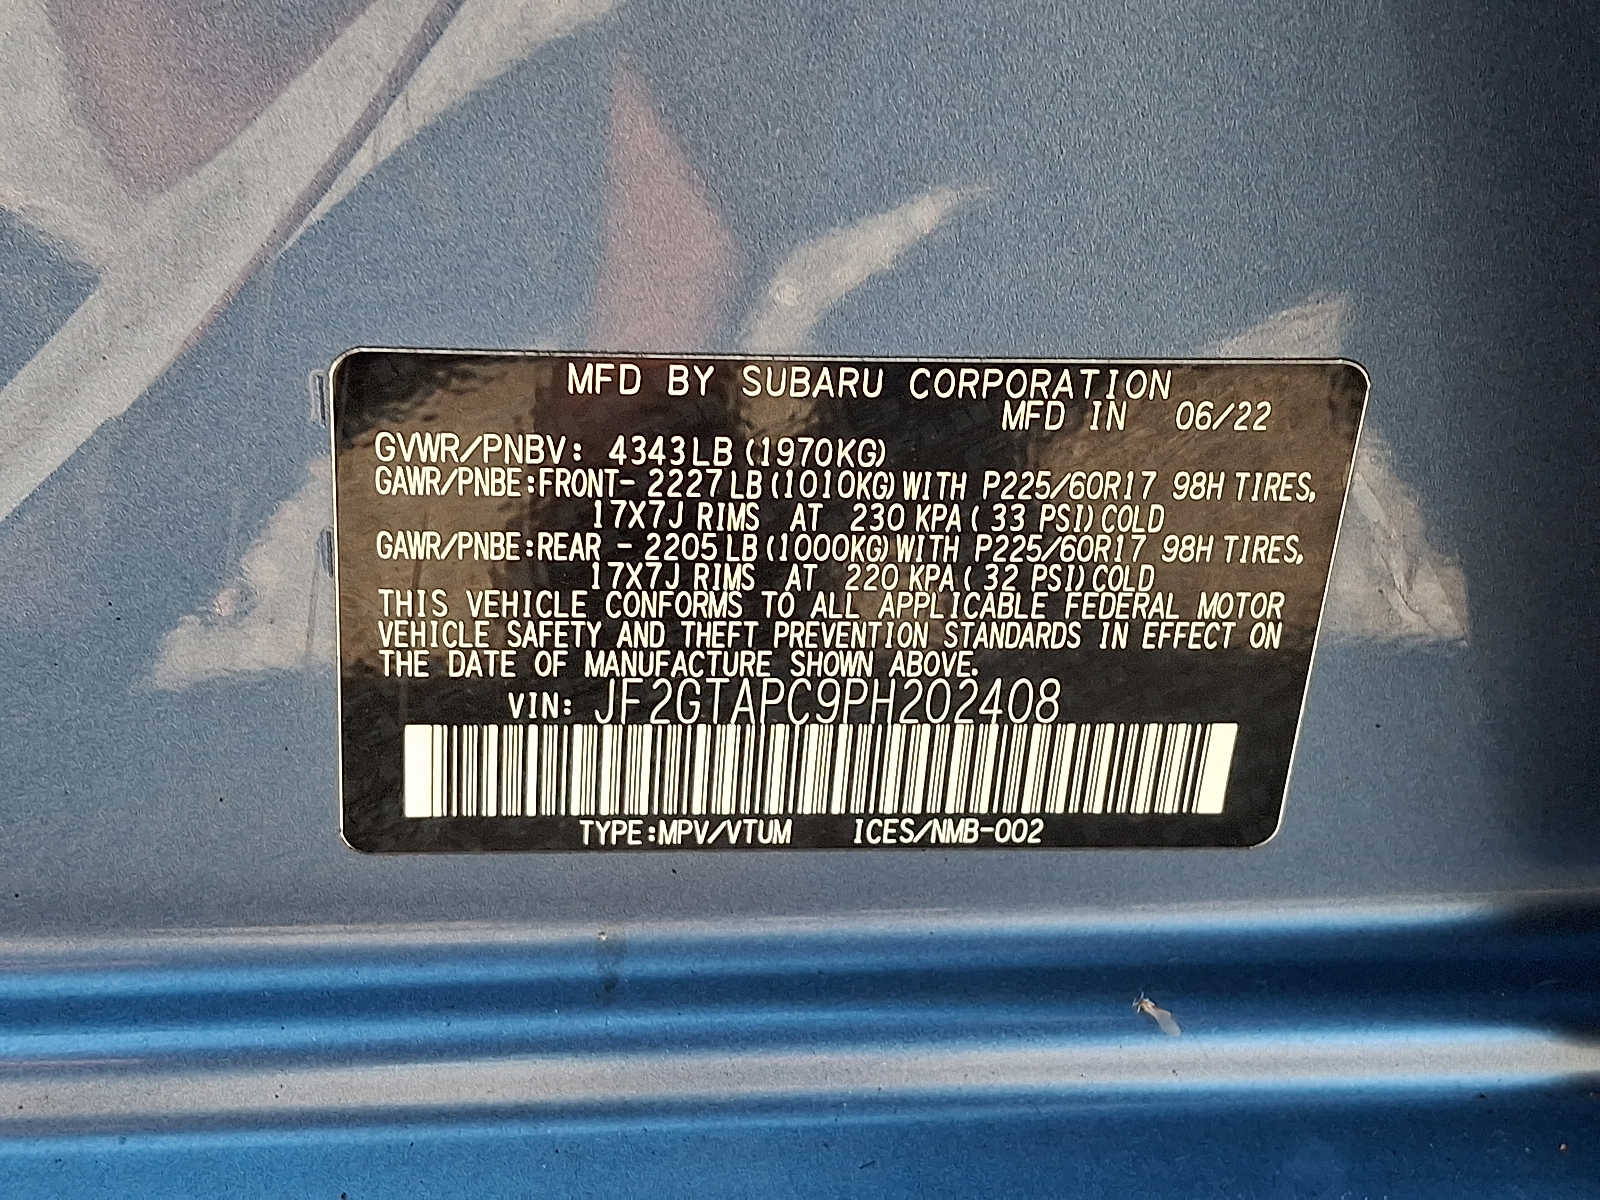 MFD BY SUBARU CORPORATION
MFD IN 06/22
GVWR/PNBV: 4343LB(1970KG)
GAWR/PNBE:FRONT- 2227LB(1010KG)WITH P225/60R17 98H TIRES,
17X7J RIMS AT 230 KPA( 33 PSI)COLD
GAWR/PNBE:REAR - 2205LB(1000KG)WITH P225/60R17 98H TIRES,
17X7J RIMS AT 220 KPA( 32 PSI)COLD
THIS VEHICLE CONFORMS TO ALL APPLICABLE FEDERAL MOTOR
VEHICLE SAFETY AND THEFT PREVENTION STANDARDS IN EFFECT ON
THE DATE OF MANUFACTURE SHOWN ABOVE.
VIN: JF2GTAPC9PH202408
TYPE:MPV/VTUM ICES/NMB-002